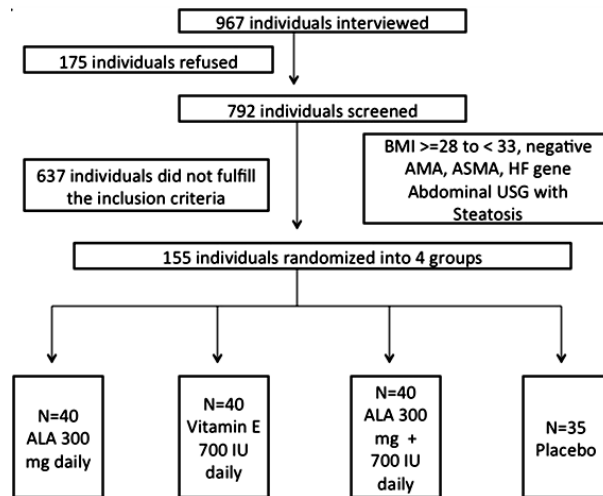 967 individuals interviewed
175 individuals refused
792 individuals screened
BMI >=28 to < 33, negative
AMA, ASMA, HF gene
Abdominal USG with
Steatosis
637 individuals did not fulfill
the inclusion criteria
155 individuals randomized into 4 groups
N=40
ALA 300
mg daily
N=40
Vitamin E
700 IU
daily
N=40
ALA 300
mg +
700 IU
daily
N=35
Placebo